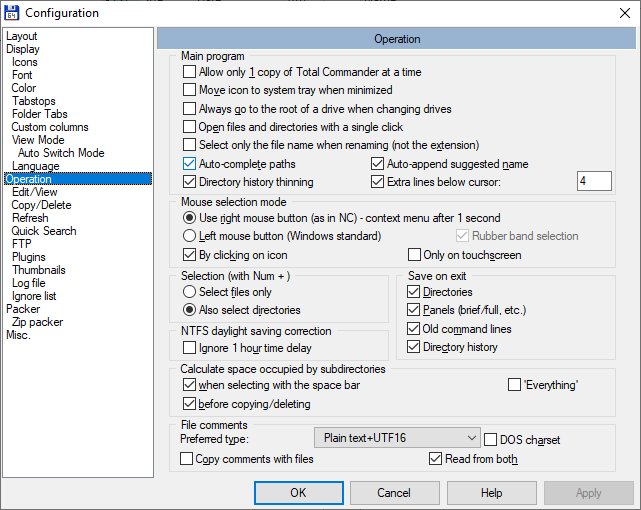 Configuration
Layout
Display
Icons
Font
Color
Tabstops
Folder Tabs
Custom columns
View Mode
Auto Switch Mode
Language
Operation
Edit/View
Copy/Delete
Refresh
Quick Search
FTP
Plugins
Thumbnails
Log file
Ignore list
Packer
Zip packer
Misc.
Operation
Main program
Allow only 1 copy of Total Commander at a time
Move icon to system tray when minimized
Always go to the root of a drive when changing drives
Open files and directories with a single click
Select only the file name when renaming (not the extension)
Auto-complete paths Auto-append suggested name
Directory history thinning Extra lines below cursor: 4
Mouse selection mode
Use right mouse button (as in NC) - context menu after 1 second
Left mouse button (Windows standard) Rubber band selection
By clicking on icon Only on touchscreen
Selection (with Num + )
Select files only
Also select directories
NTFS daylight saving correction
Ignore 1 hour time delay
Save on exit
Directories
Panels (brief/full, etc.)
Old command lines
Directory history
Calculate space occupied by subdirectories
when selecting with the space bar 'Everything'
before copying/deleting
File comments
Preferred type: Plain text+UTF16 DOS charset
Copy comments with files Read from both
OK Cancel Help Apply